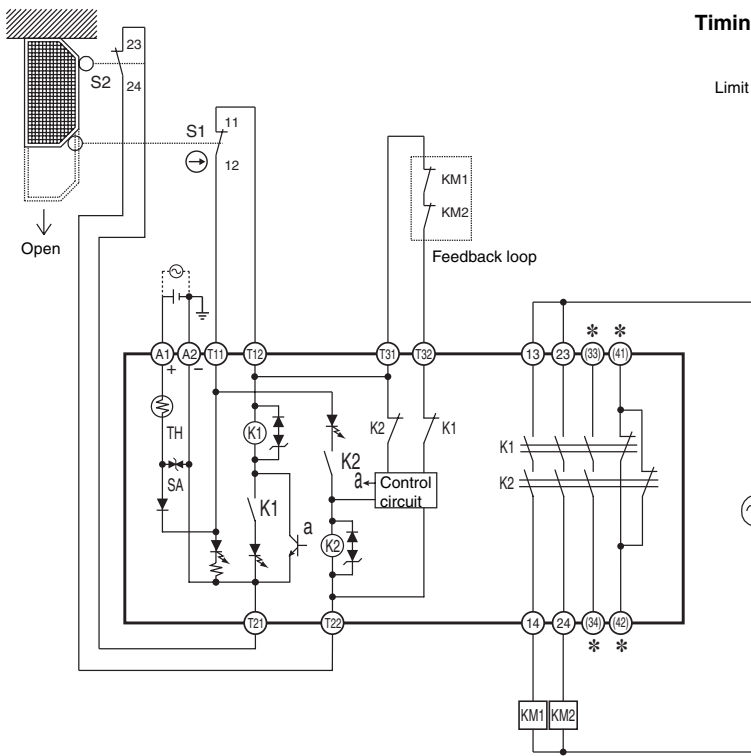 Timin
23
S2
24
Limit
S1
11
12
KM1
KM2
Open
Feedback loop
A1
A2
T11
T12
T31
T32
13
23
(33)
(41)
*
*
+
−
TH
SA
K1
K1
K2
a
Control
circuit
K2
K1
a
K2
K1
K2
T21
T22
14
24
(34)
(42)
*
*
KM1
KM2